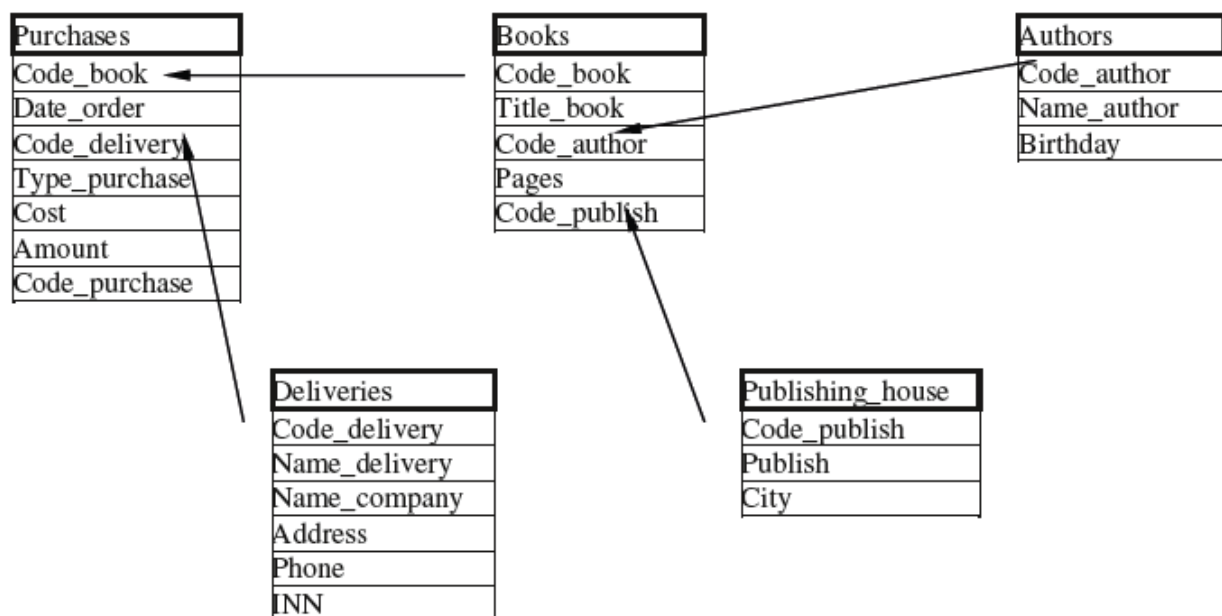 Purchases
Code_book
Date_order
Code_delivery
Type_purchase
Cost
Amount
Code_purchase
Books
Code_book
Title_book
Code_author
Pages
Code_publish
Authors
Code_author
Name_author
Birthday
Deliveries
Code_delivery
Name_delivery
Name_company
Address
Phone
INN
Publishing_house
Code_publish
Publish
City